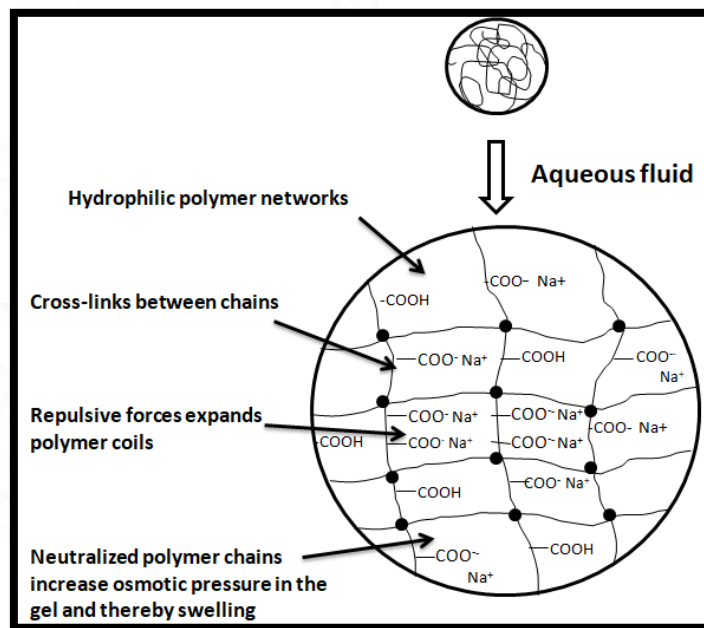 Aqueous fluid
Hydrophilic polymer networks
-COO- Na+
-COOH
Cross-links between chains
COO- Na+
COOH
COO-
Na+
Repulsive forces expands
polymer coils
COO- Na+
COO- Na+
-COO- Na+
COO- Na+
COO- Na+
-COOH
COOH
COO- Na+
Neutralized polymer chains
increase osmotic pressure in the
gel and thereby swelling
COO-
Na+
COOH